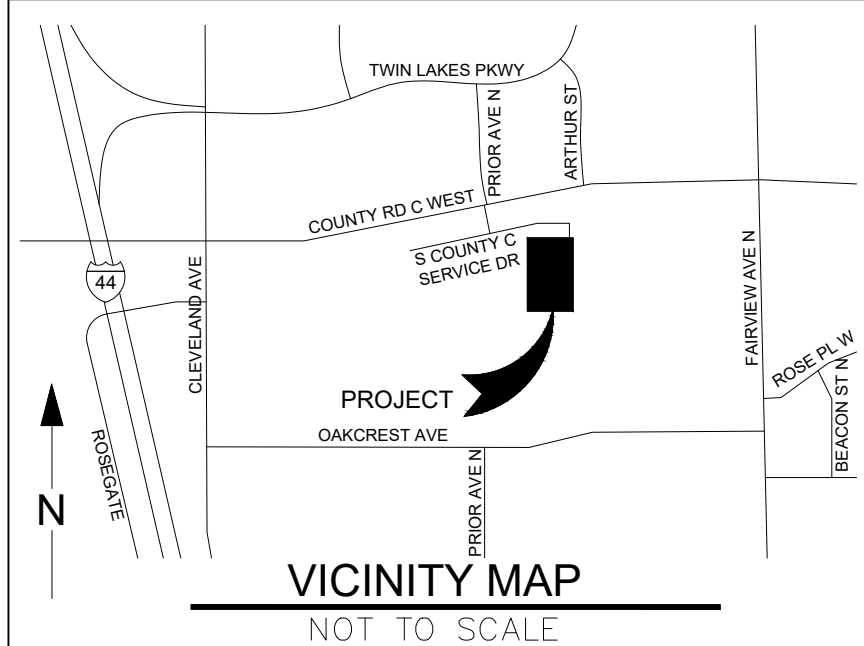 TWIN LAKES PKWY
PRIOR AVE N
ARTHUR ST
COUNTY RD C WEST
S COUNTY C
SERVICE DR
44
CLEVELAND AVE
FAIRVIEW AVE N
ROSE PL W
BEACON ST N
PROJECT
OAKCREST AVE
ROSEGATE
N
PRIOR AVE N
VICINITY MAP
NOT TO SCALE